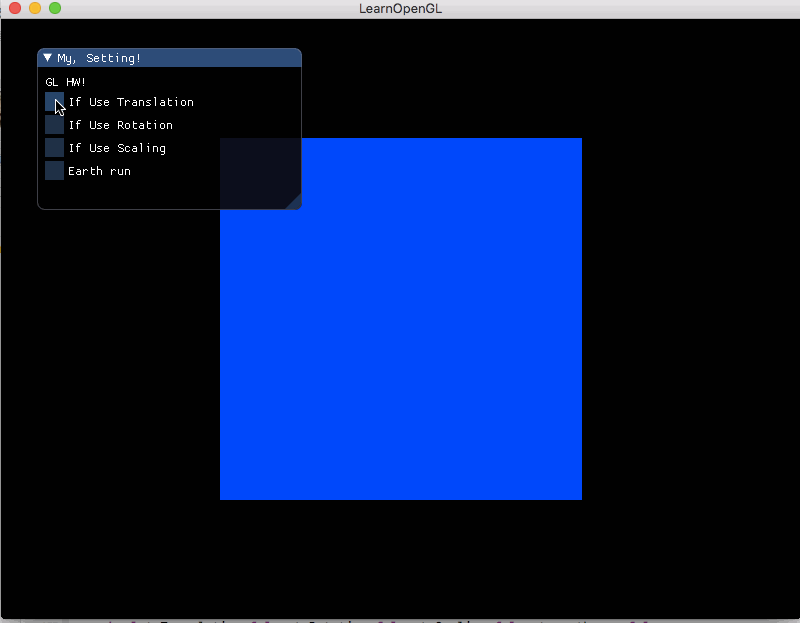 LearnOpenGL
My, Setting!
GL HW!
If Use Translation
If Use Rotation
If Use Scaling
Earth run